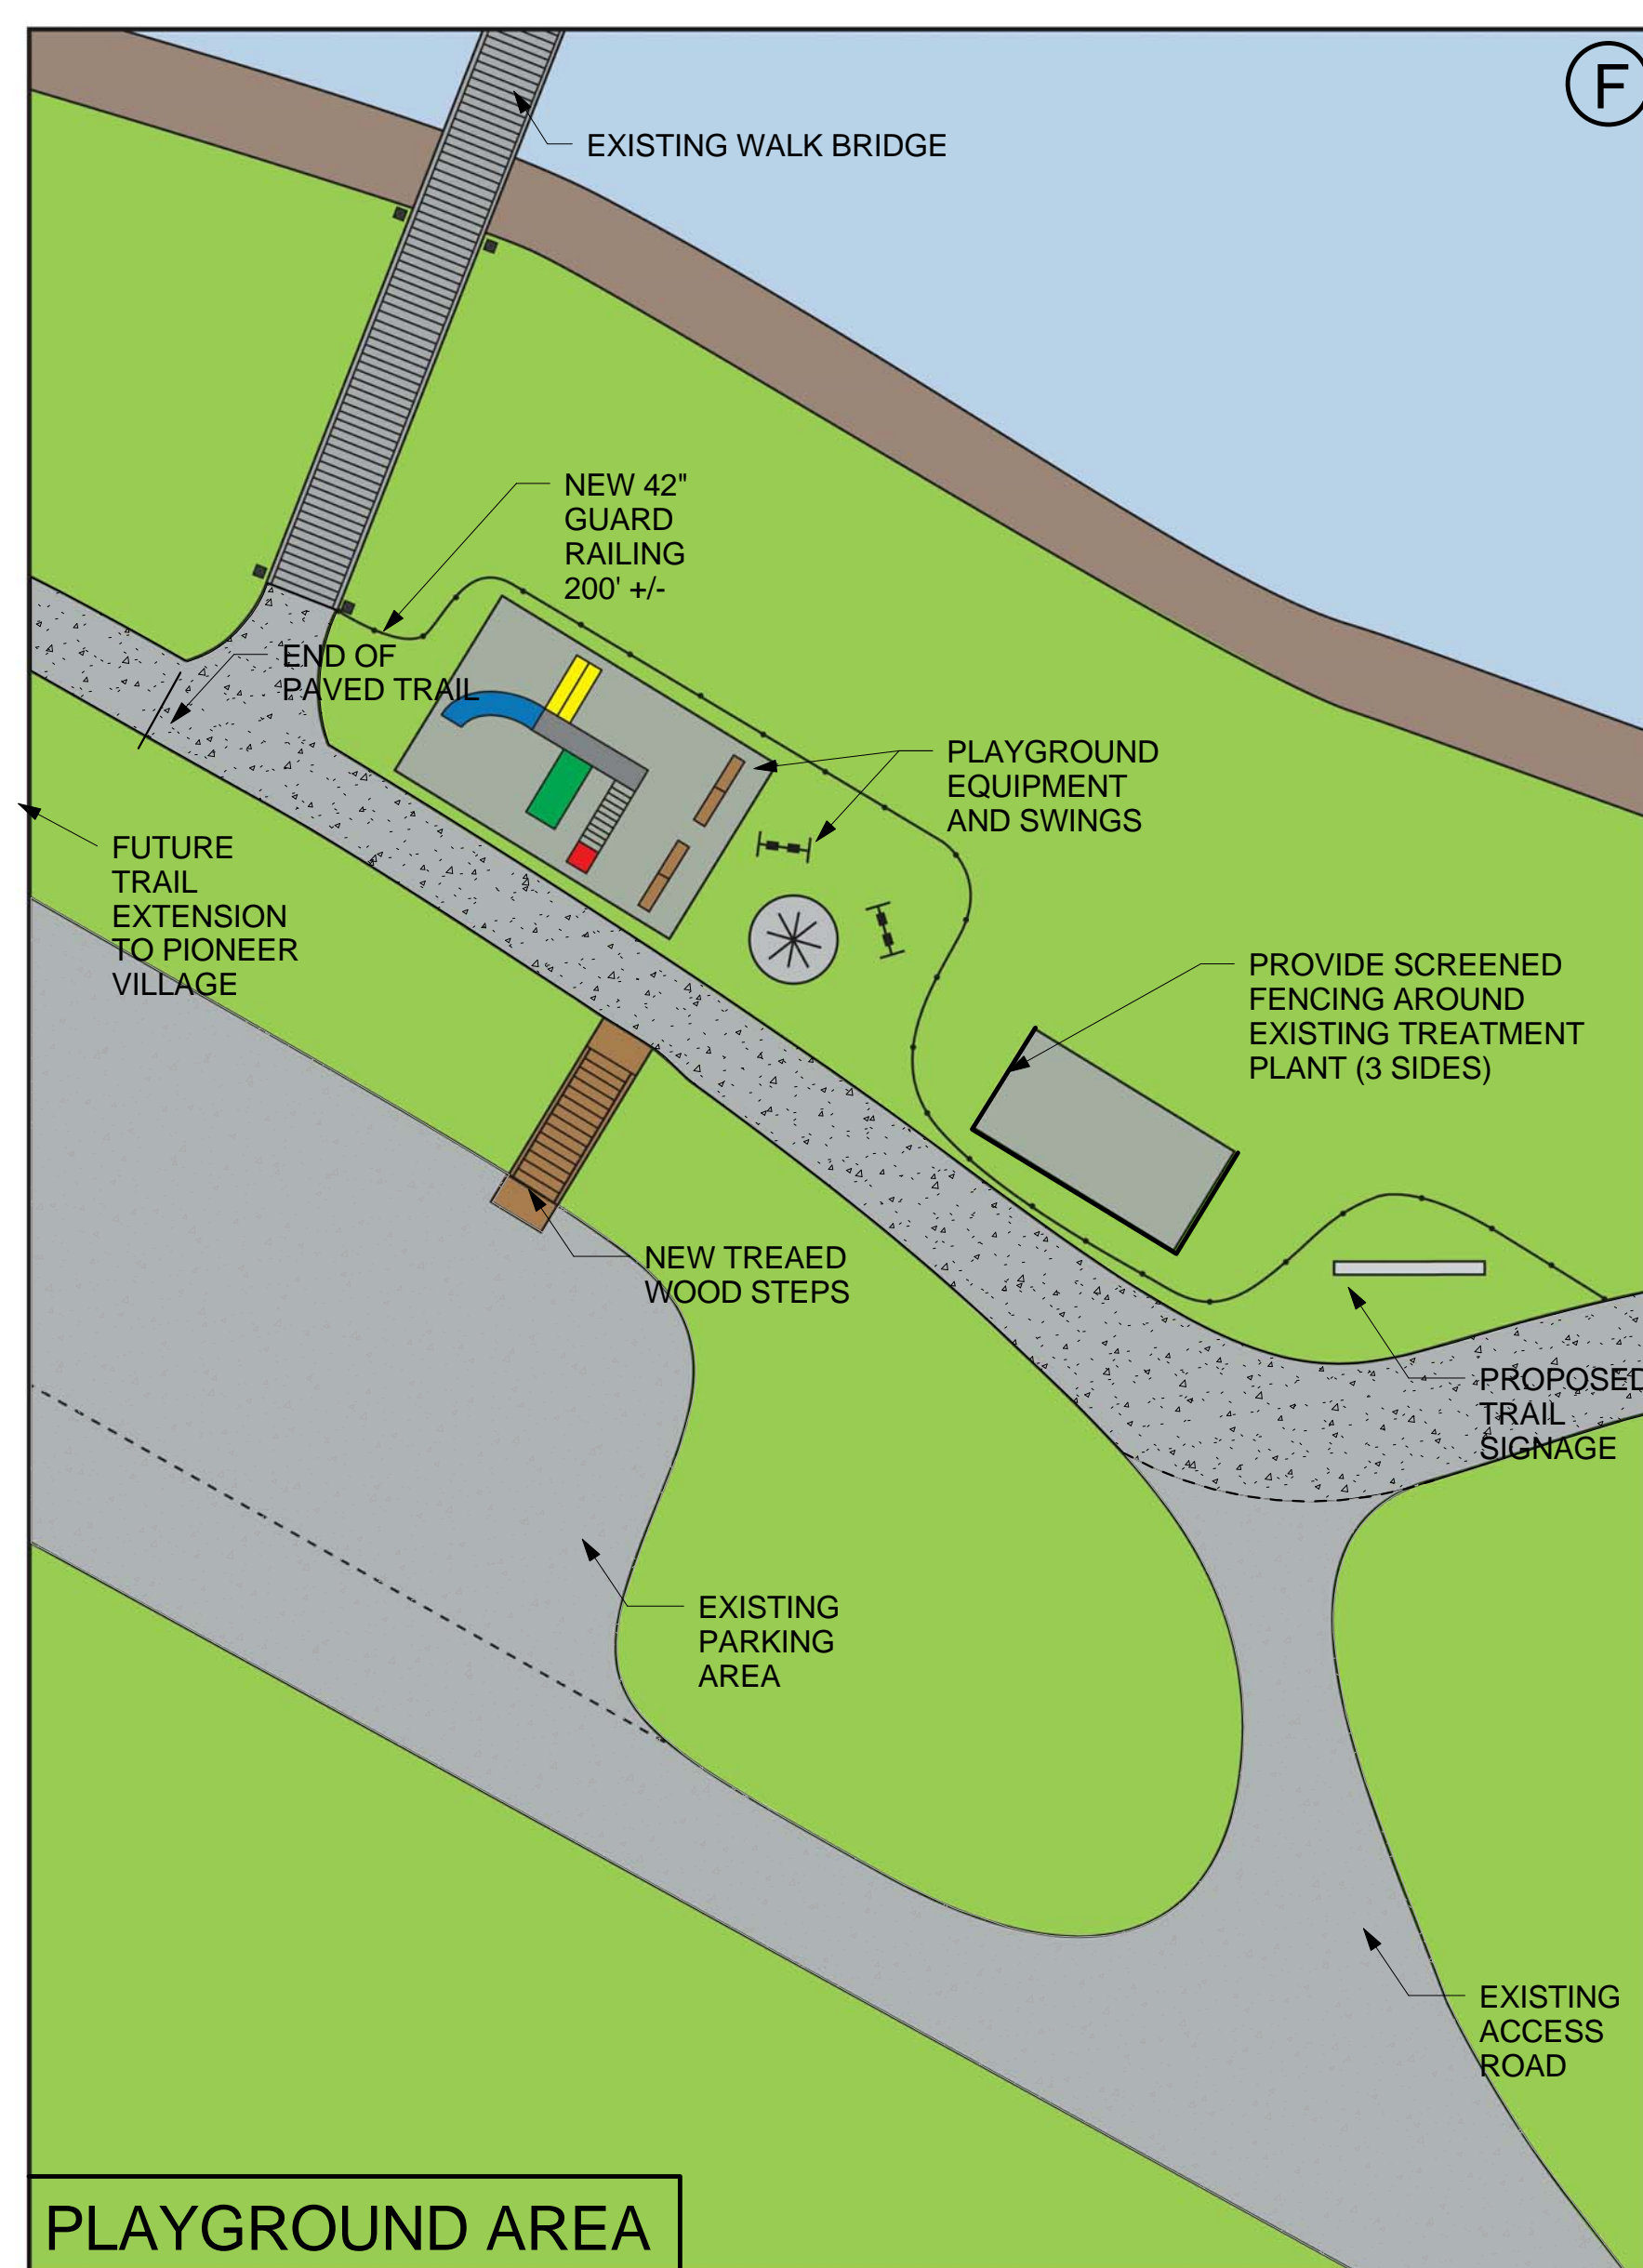 F
EXISTING WALK BRIDGE
NEW 42"
GUARD
RAILING
200' +/-
END OF
PAVED TRAIL
PLAYGROUND
EQUIPMENT
AND SWINGS
FUTURE
TRAIL
EXTENSION
TO PIONEER
VILLAGE
PROVIDE SCREENED
FENCING AROUND
EXISTING TREATMENT
PLANT (3 SIDES)
NEW TREAED
WOOD STEPS
PROPOSED
TRAIL
SIGNAGE
EXISTING
PARKING
AREA
EXISTING
ACCESS
ROAD
PLAYGROUND AREA